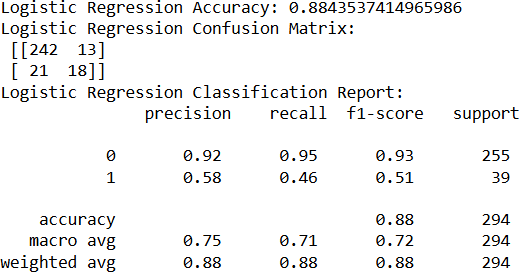 Logistic Regression Accuracy: 0.8843537414965986
Logistic Regression Confusion Matrix:
[[242 13]
[ 21 18]]
Logistic Regression Classification Report:
precision recall f1-score support
0 0.92 0.95 0.93 255
1 0.58 0.46 0.51 39
accuracy 0.88 294
macro avg 0.75 0.71 0.72 294
weighted avg 0.88 0.88 0.88 294